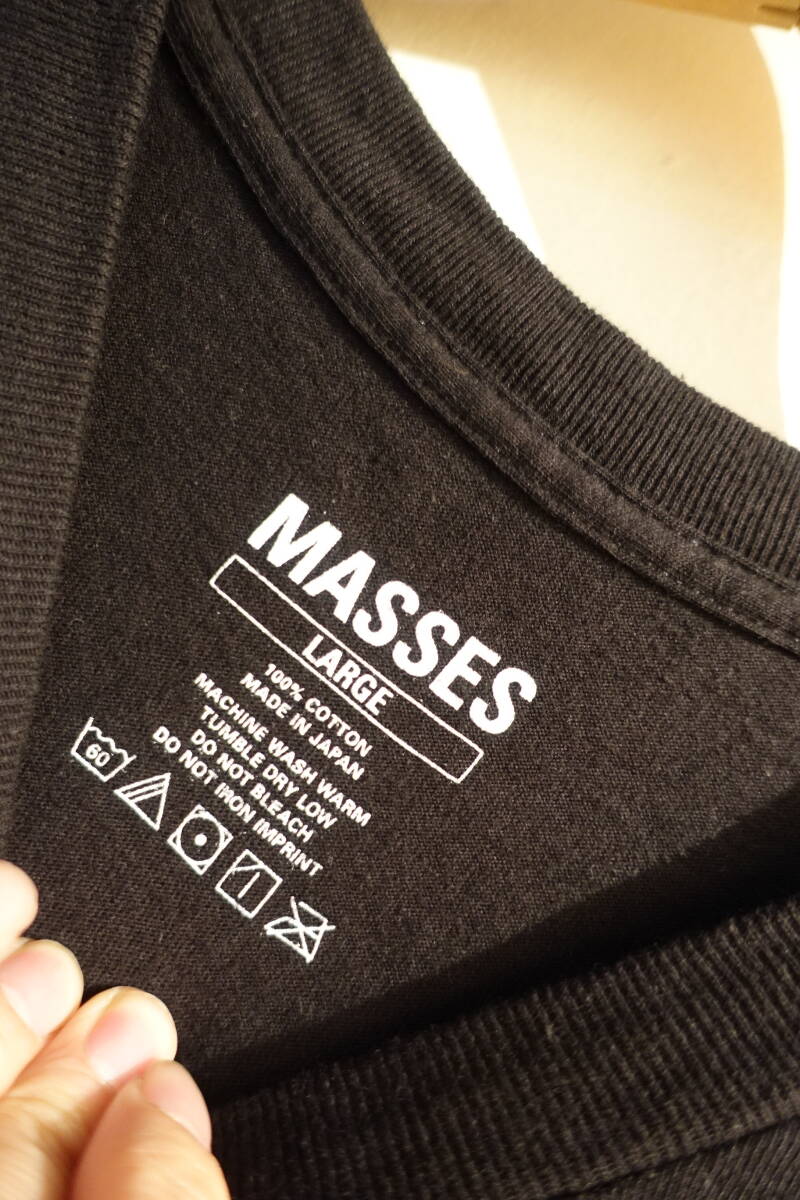 MASSES
LARGE
100% COTTON
MADE IN JAPAN
MACHINE WASH WARM
TUMBLE DRY LOW
DO NOT BLEACH
DO NOT IRON IMPRINT
60